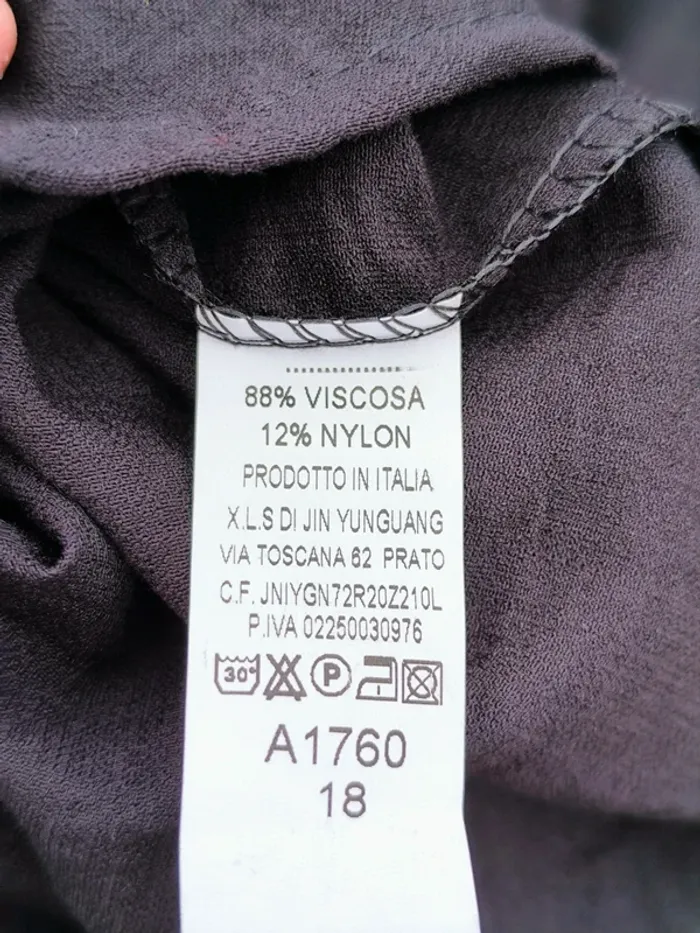 88% VISCOSA
12% NYLON
PRODOTTO IN ITALIA
X.L.S DI JIN YUNGUANG
VIA TOSCANA 62 PRATO
C.F. JNIYGN72R20Z210L
P.IVA 02250030976
30° P
A1760
18